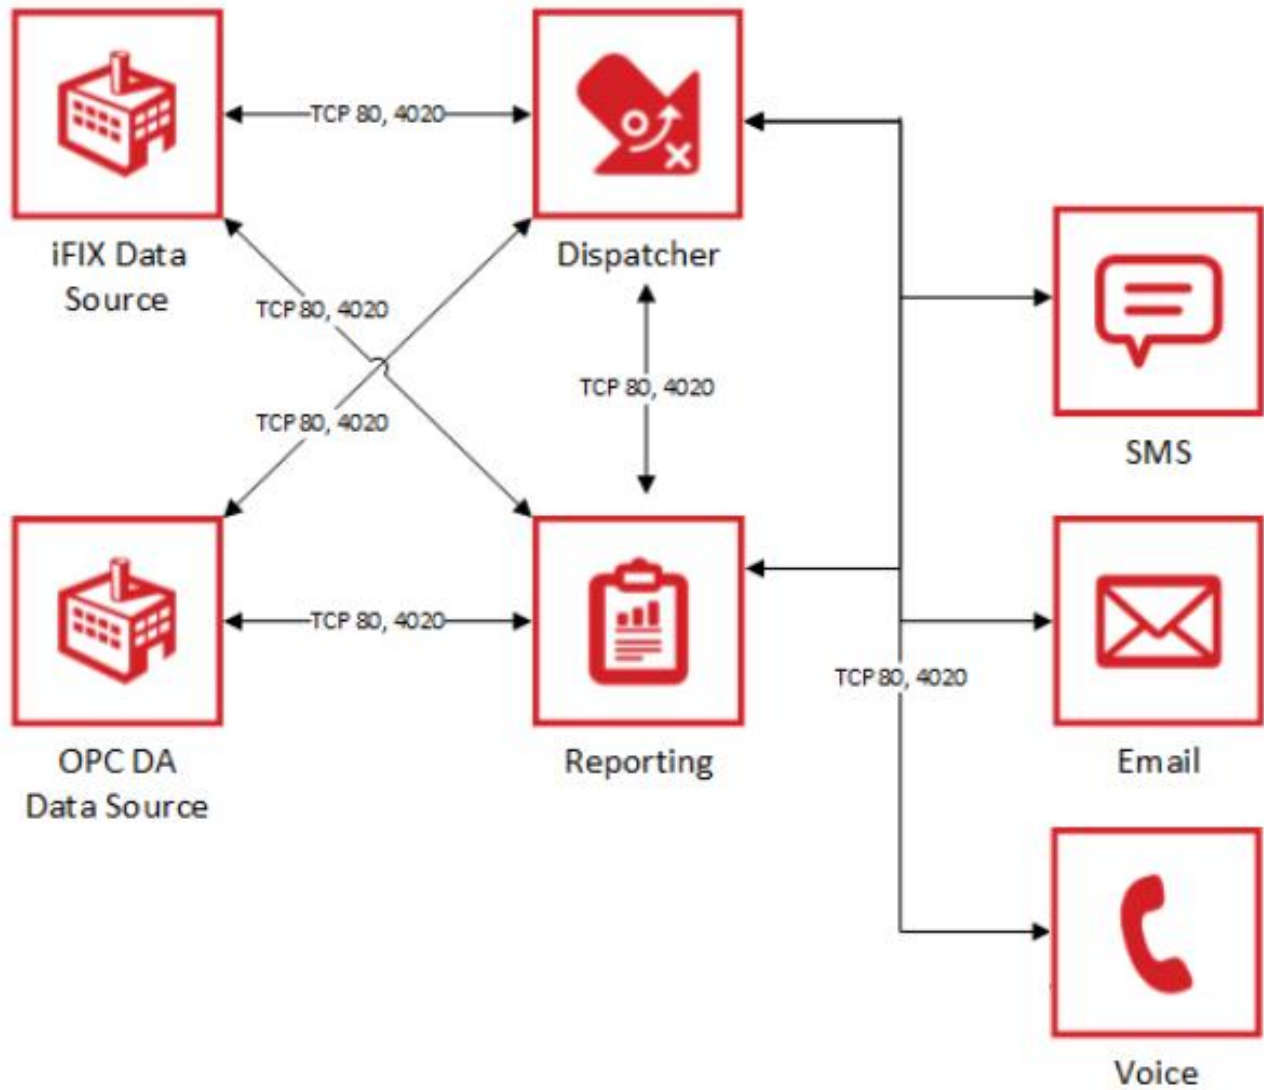 TCP 80, 4020
iFIX Data
Source
Dispatcher
TCP 80, 4020
TCP 80, 4020
TCP 80, 4020
SMS
TCP 80, 4020
OPC DA
Data Source
Reporting
TCP 80, 4020
Email
Voice